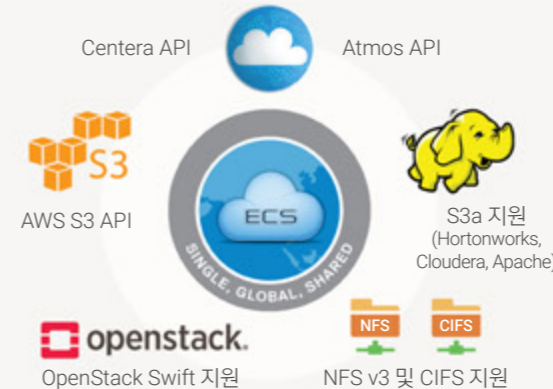 Centera API
Atmos API
S3
AWS S3 API
ECS
SINGLE, GLOBAL, SHARED
S3a 지원
(Hortonworks,
Cloudera, Apache)
openstack.
OpenStack Swift 지원
NFS
CIFS
NFS v3 및 CIFS 지원